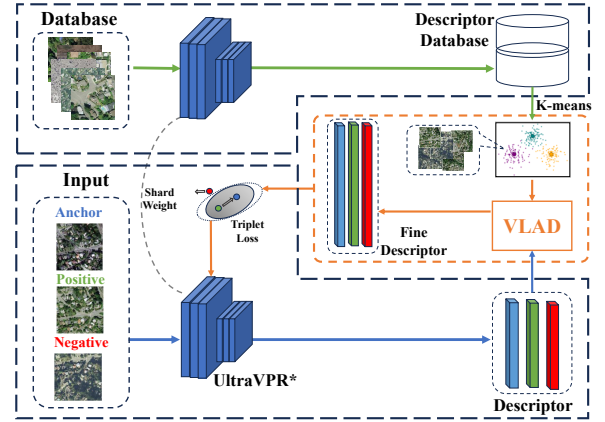 Database
Descriptor
Database
K-means
Input
Anchor
Positive
Negative
Shard
Weight
Triplet
Loss
Fine
Descriptor
VLAD
UltraVPR*
Descriptor